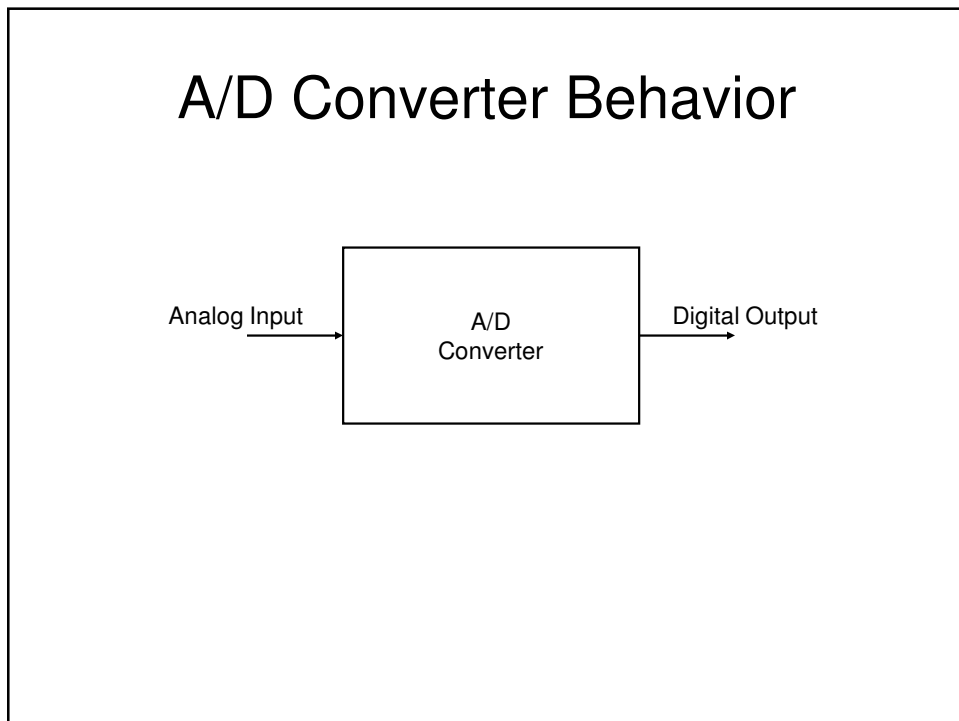 A/D Converter Behavior
Analog Input
A/D
Converter
Digital Output